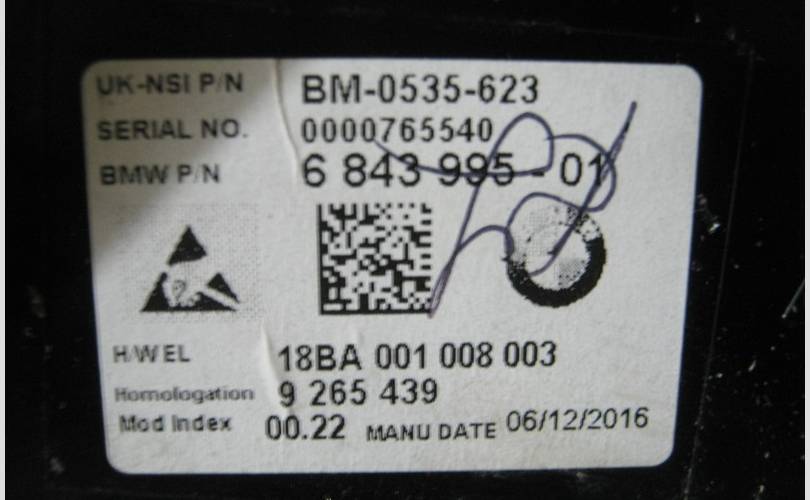 UK-NSI P/N BM-0535-623
SERIAL NO. 0000765540
BMW P/N 6 843 995 - 01
H/W EL 18BA 001 008 003
Homologation 9 265 439
Mod Index 00.22 MANU DATE 06/12/2016